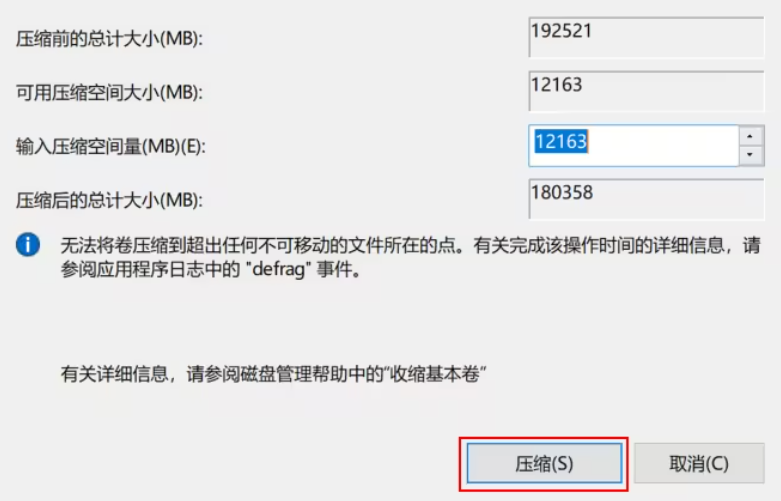 压缩前的总计大小(MB): 192521
可用压缩空间大小(MB): 12163
输入压缩空间量(MB)(E): 12163
压缩后的总计大小(MB): 180358
无法将卷压缩到超出任何不可移动的文件所在的点。有关完成该操作时间的详细信息，请
参阅应用程序日志中的 "defrag" 事件。
有关详细信息，请参阅磁盘管理帮助中的“收缩基本卷”
压缩(S) 取消(C)